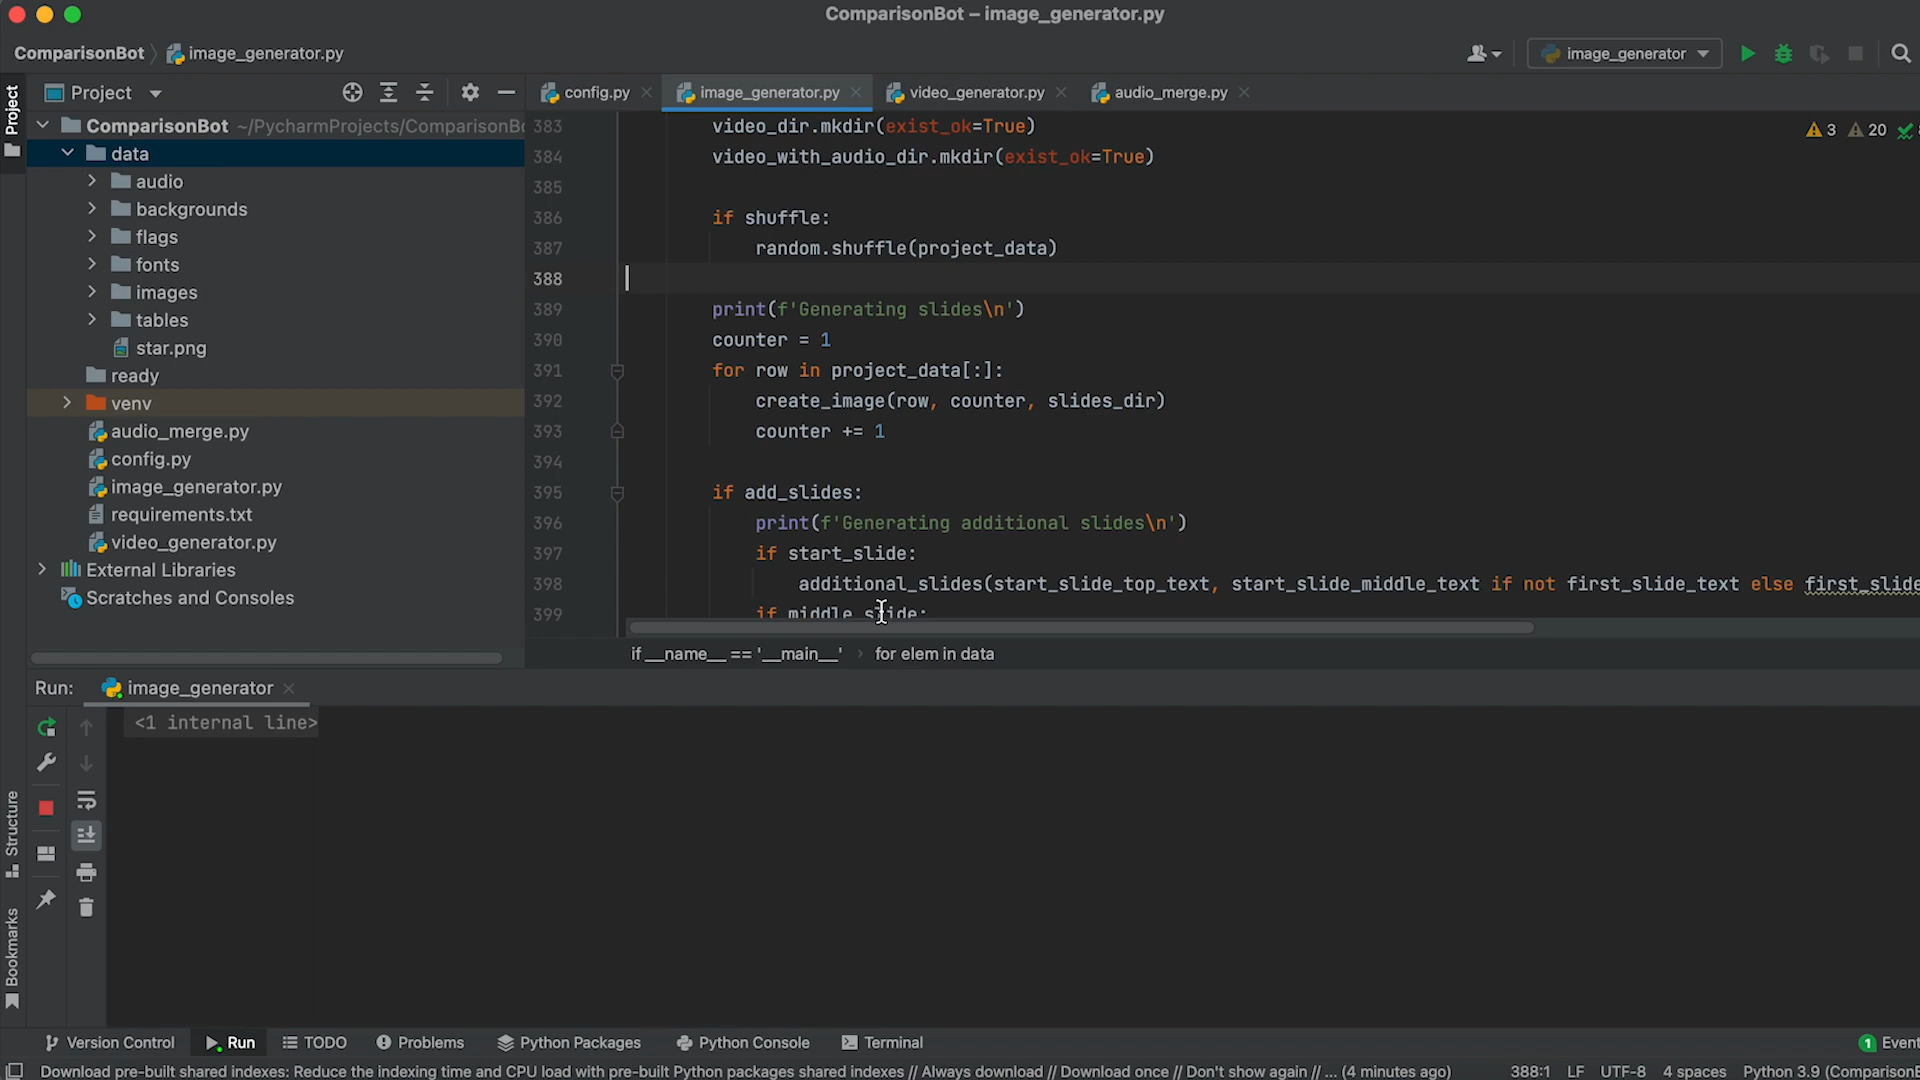 ComparisonBot – image_generator.py
ComparisonBot
image_generator.py
image_generator
Project
Project
config.py
image_generator.py
video_generator.py
audio_merge.py
ComparisonBot ~/PycharmProjects/ComparisonBo
data
audio
backgrounds
flags
fonts
images
tables
star.png
ready
venv
audio_merge.py
config.py
image_generator.py
requirements.txt
video_generator.py
External Libraries
Scratches and Consoles
3 20
383 video_dir.mkdir(exist_ok=True)
384 video_with_audio_dir.mkdir(exist_ok=True)
385
386 if shuffle:
387 random.shuffle(project_data)
388
389 print(f'Generating slides\n')
390 counter = 1
391 for row in project_data[:]:
392 create_image(row, counter, slides_dir)
393 counter += 1
394
395 if add_slides:
396 print(f'Generating additional slides\n')
397 if start_slide:
398 additional_slides(start_slide_top_text, start_slide_middle_text if not first_slide_text else first_slide
399 if middle_slide:
if __name__ == '__main__'
for elem in data
Run:
image_generator
<1 internal line>
Structure
Bookmarks
Version Control
Run
TODO
Problems
Python Packages
Python Console
Terminal
1 Event
Download pre-built shared indexes: Reduce the indexing time and CPU load with pre-built Python packages shared indexes // Always download // Download once // Don't show again // ... (4 minutes ago)
388:1 LF UTF-8 4 spaces Python 3.9 (ComparisonB